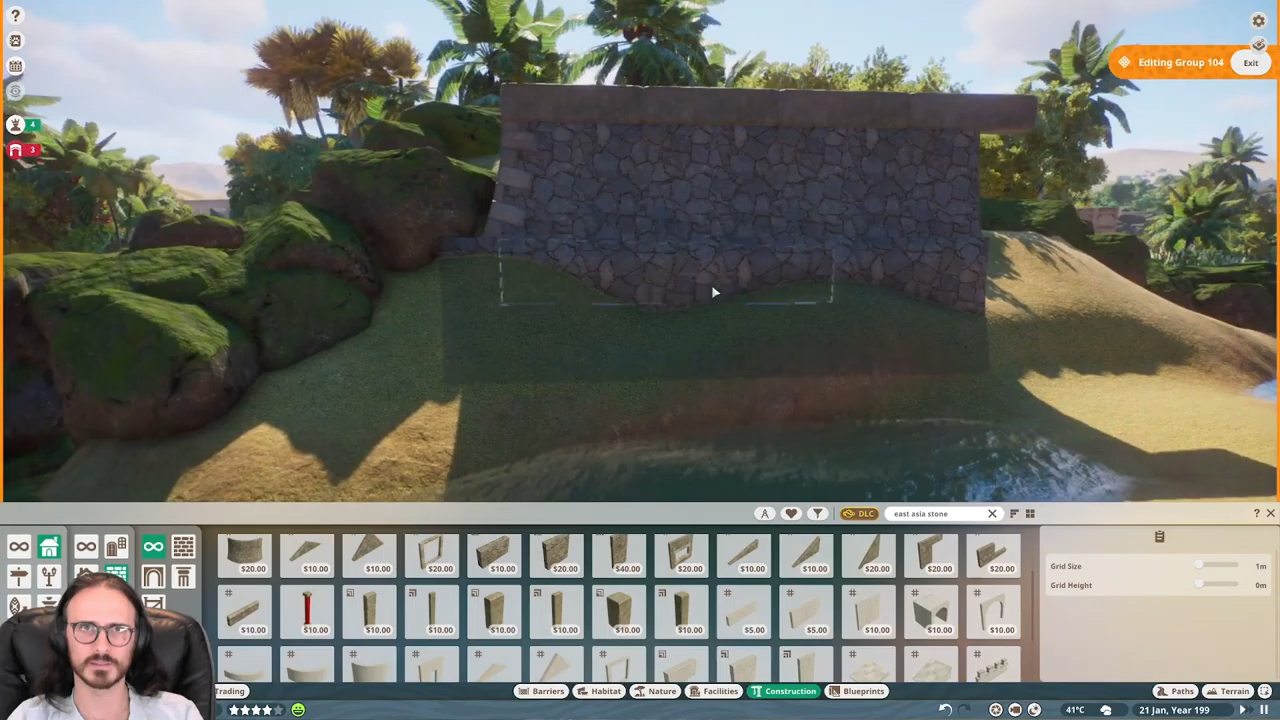 ?
Editing Group 104
Exit
4
3
DLC
east asia stone
?
$20.00 $10.00 $10.00 $20.00 $10.00 $20.00 $40.00 $20.00 $10.00 $10.00 $20.00 $20.00 $20.00
Grid Size 1m
Grid Height 0m
$10.00 $10.00 $10.00 $10.00 $10.00 $10.00 $10.00 $10.00 $5.00 $5.00 $10.00 $10.00 $10.00
Trading Barriers Habitat Nature Facilities Construction Blueprints Paths Terrain
41°C 21 Jan, Year 199